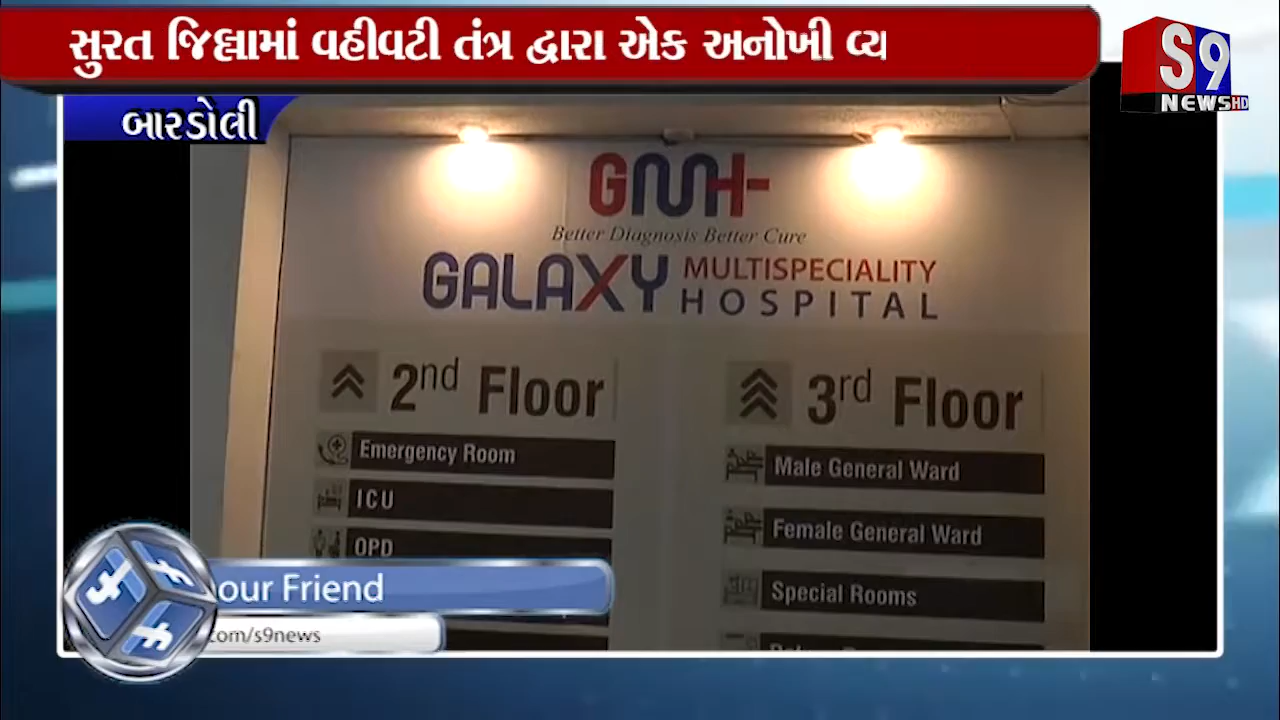 સુરત જિલ્લામાં વહીવટી તંત્ર દ્વારા એક અનોખી વ્ય
S9
NEWS HD
બારડોલી
GMH
Better Diagnosis Better Cure
GALAXY MULTISPECIALITY
HOSPITAL
2nd Floor
3rd Floor
Emergency Room
Male General Ward
ICU
Female General Ward
OPD
Special Rooms
our Friend
.com/s9news